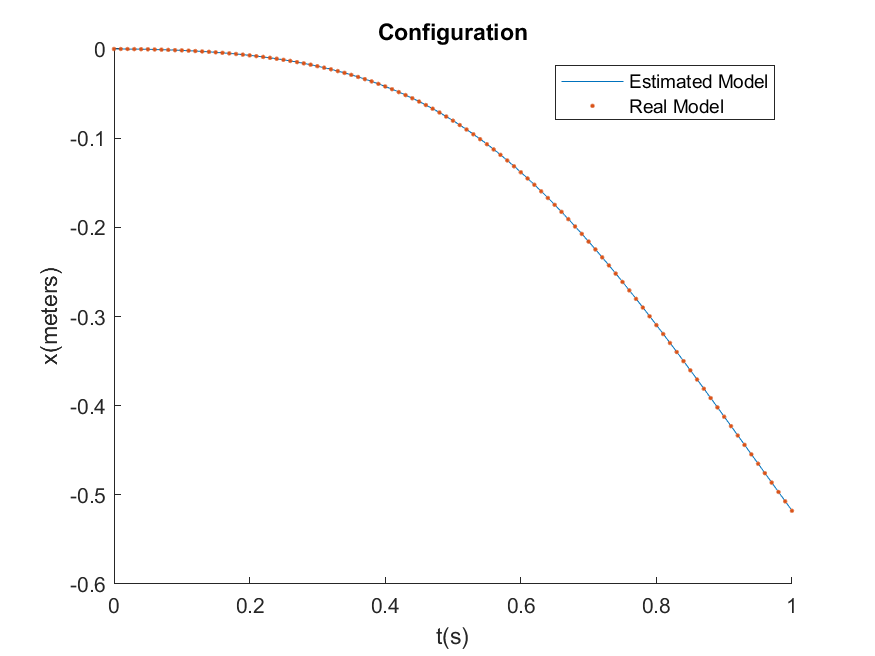 Configuration
Estimated Model
Real Model
0
-0.1
-0.2
-0.3
-0.4
-0.5
-0.6
x(meters)
0 0.2 0.4 0.6 0.8 1
t(s)